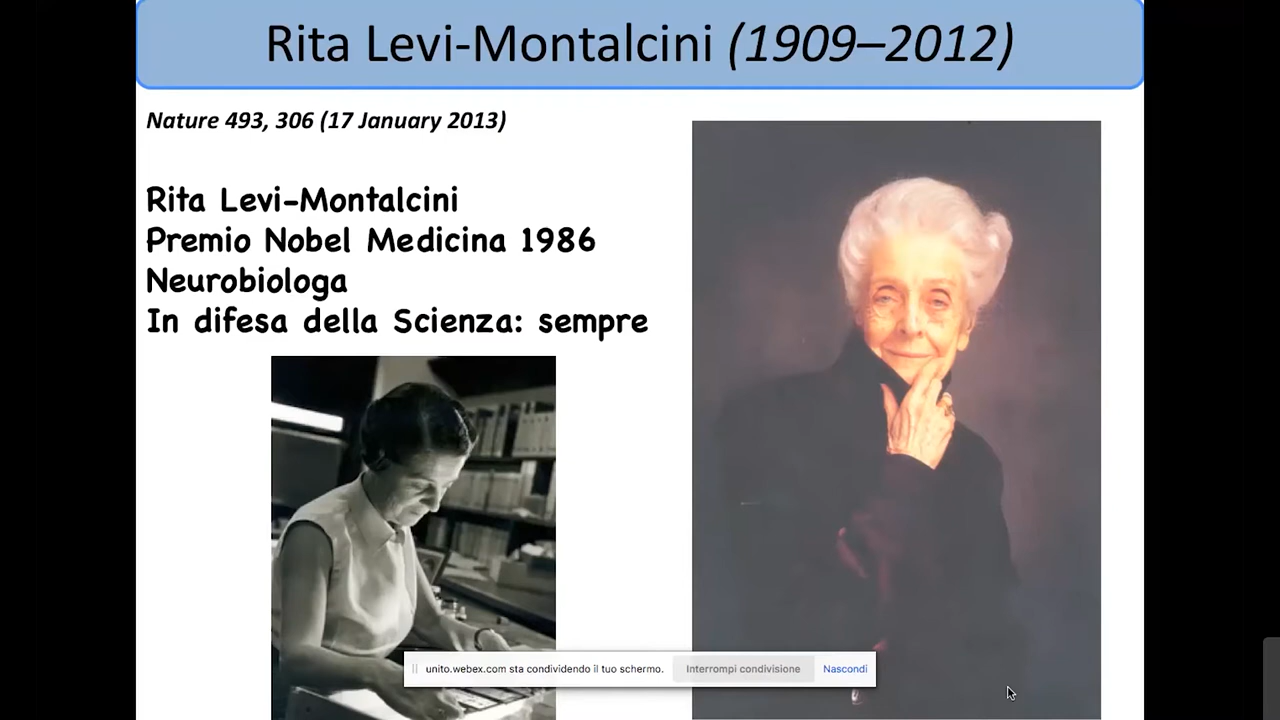 Rita Levi-Montalcini (1909–2012)
Nature 493, 306 (17 January 2013)
Rita Levi-Montalcini
Premio Nobel Medicina 1986
Neurobiologa
In difesa della Scienza: sempre
unito.webex.com sta condividendo il tuo schermo. Interrompi condivisione Nascondi